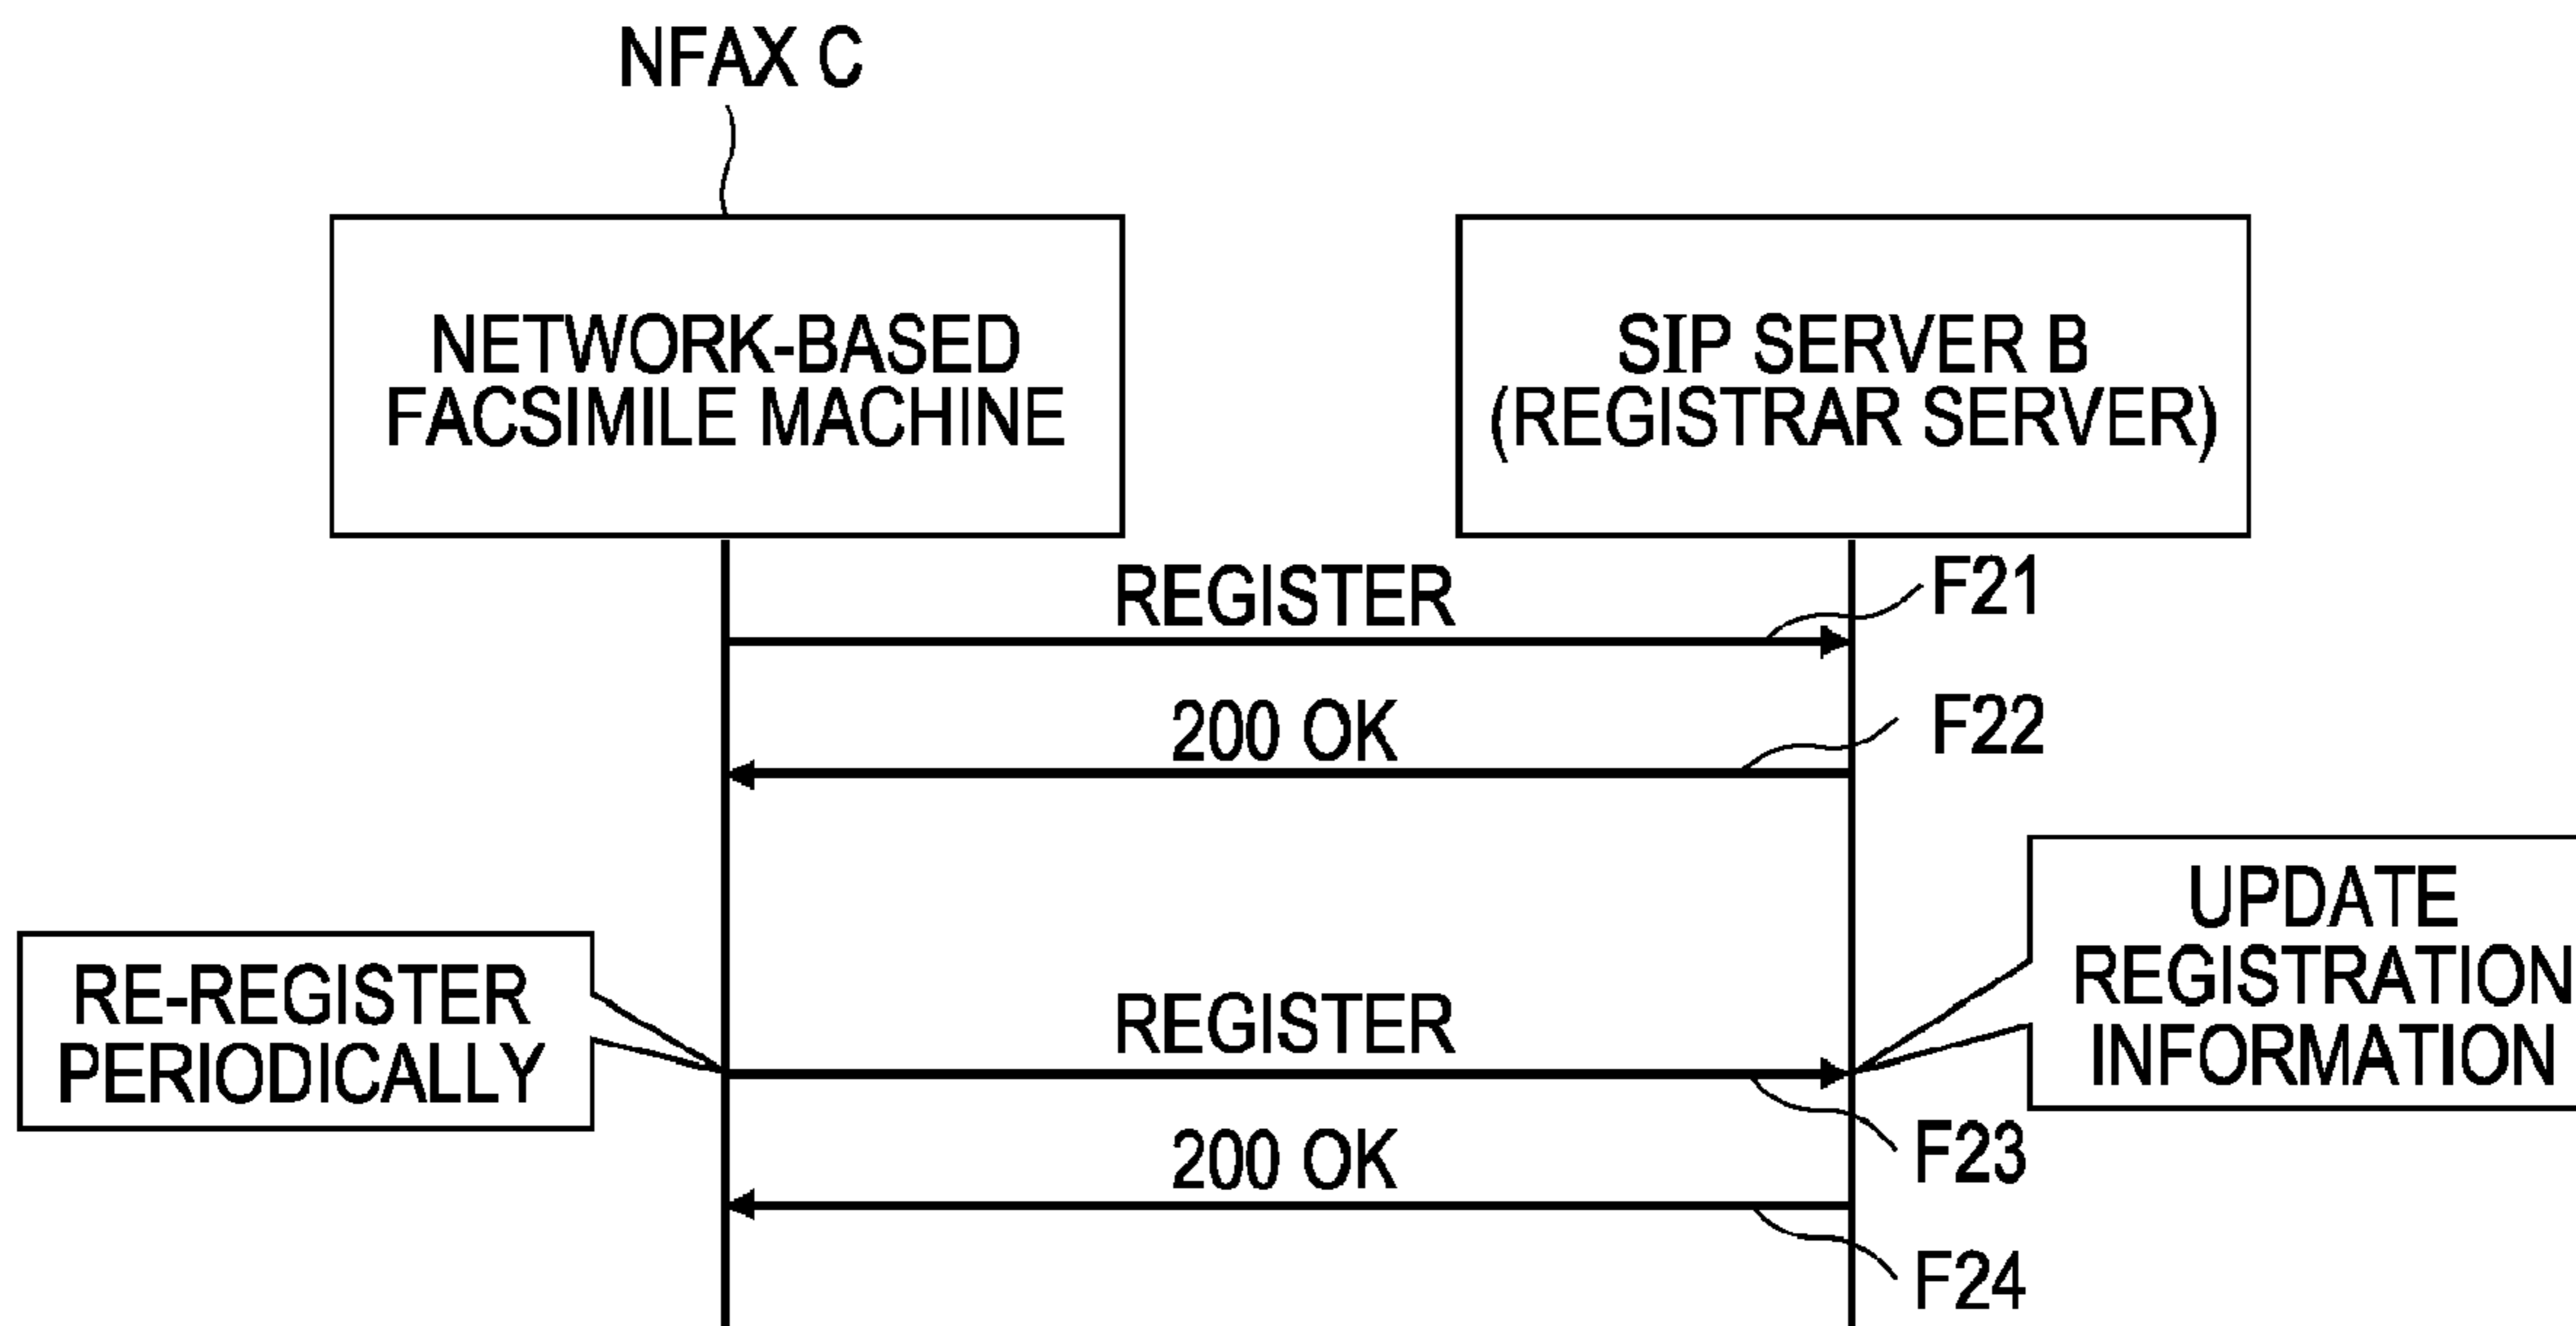 NFAX C
NETWORK-BASED
FACSIMILE MACHINE
SIP SERVER B
(REGISTRAR SERVER)
REGISTER
F21
200 OK
F22
RE-REGISTER
PERIODICALLY
REGISTER
UPDATE
REGISTRATION
INFORMATION
F23
200 OK
F24